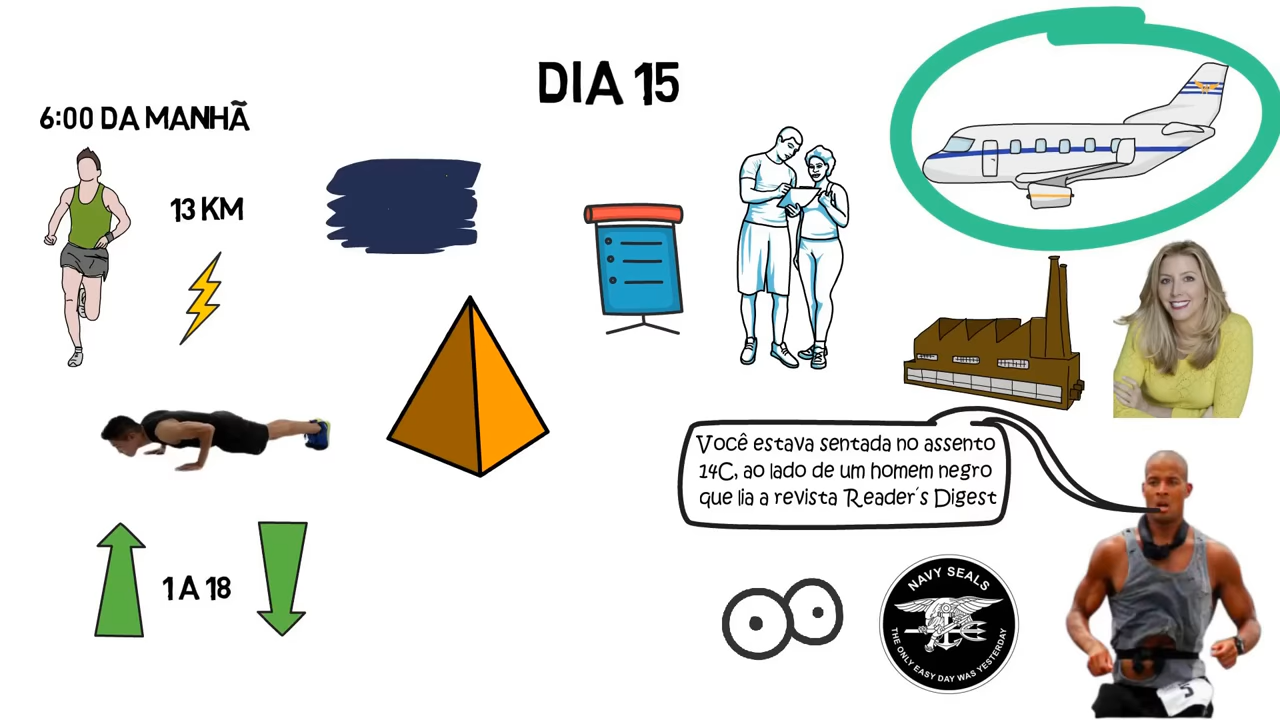 DIA 15
6:00 DA MANHÃ
13 KM
1 A 18
Você estava sentada no assento
14C, ao lado de um homem negro
que lia a revista Reader's Digest
NAVY SEALS
THE ONLY EASY DAY WAS YESTERDAY